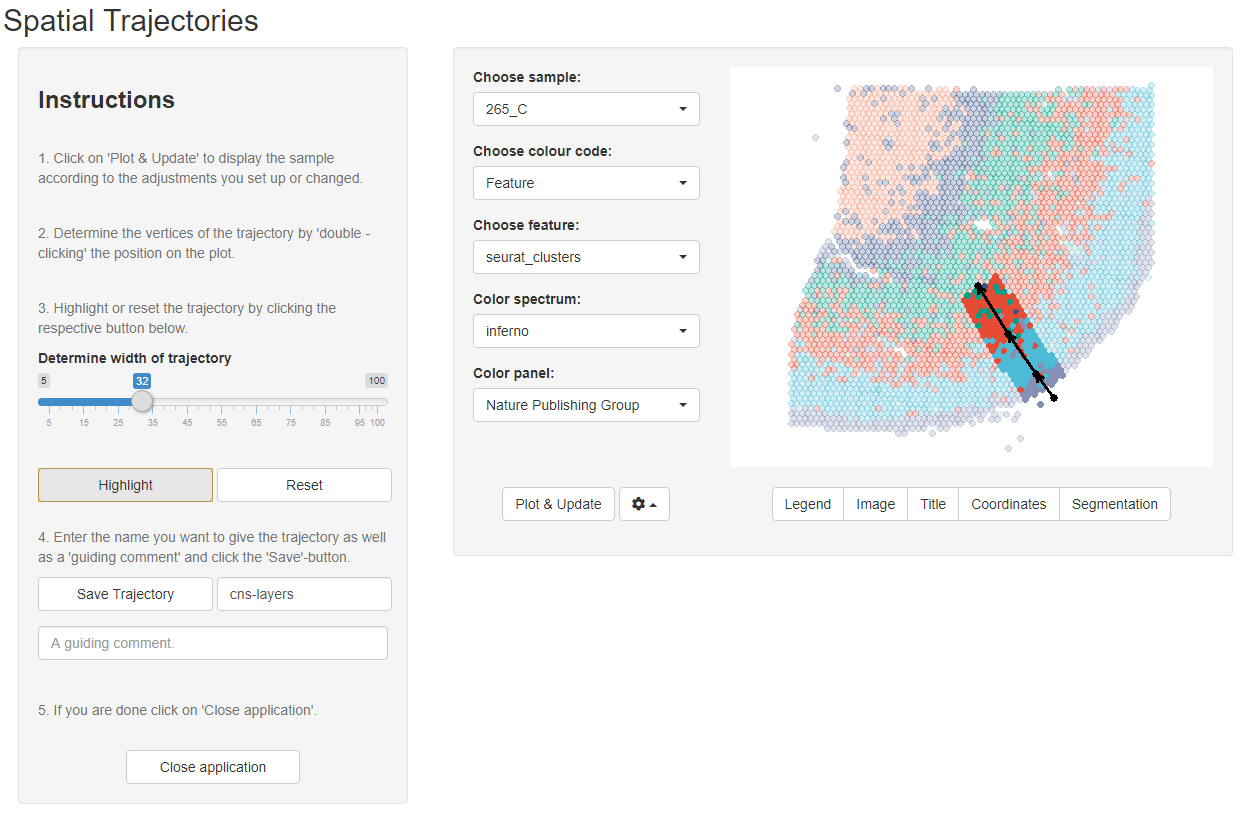 Spatial Trajectories
Instructions
1. Click on 'Plot & Update' to display the sample
according to the adjustments you set up or changed.
2. Determine the vertices of the trajectory by 'double -
clicking' the position on the plot.
3. Highlight or reset the trajectory by clicking the
respective button below.
Determine width of trajectory
5 32 100
5 15 25 35 45 55 65 75 85 95 100
Highlight Reset
4. Enter the name you want to give the trajectory as well
as a 'guiding comment' and click the 'Save'-button.
Save Trajectory cns-layers
A guiding comment.
5. If you are done click on 'Close application'.
Close application
Choose sample:
265_C
Choose colour code:
Feature
Choose feature:
seurat_clusters
Color spectrum:
inferno
Color panel:
Nature Publishing Group
Plot & Update
Legend Image Title Coordinates Segmentation